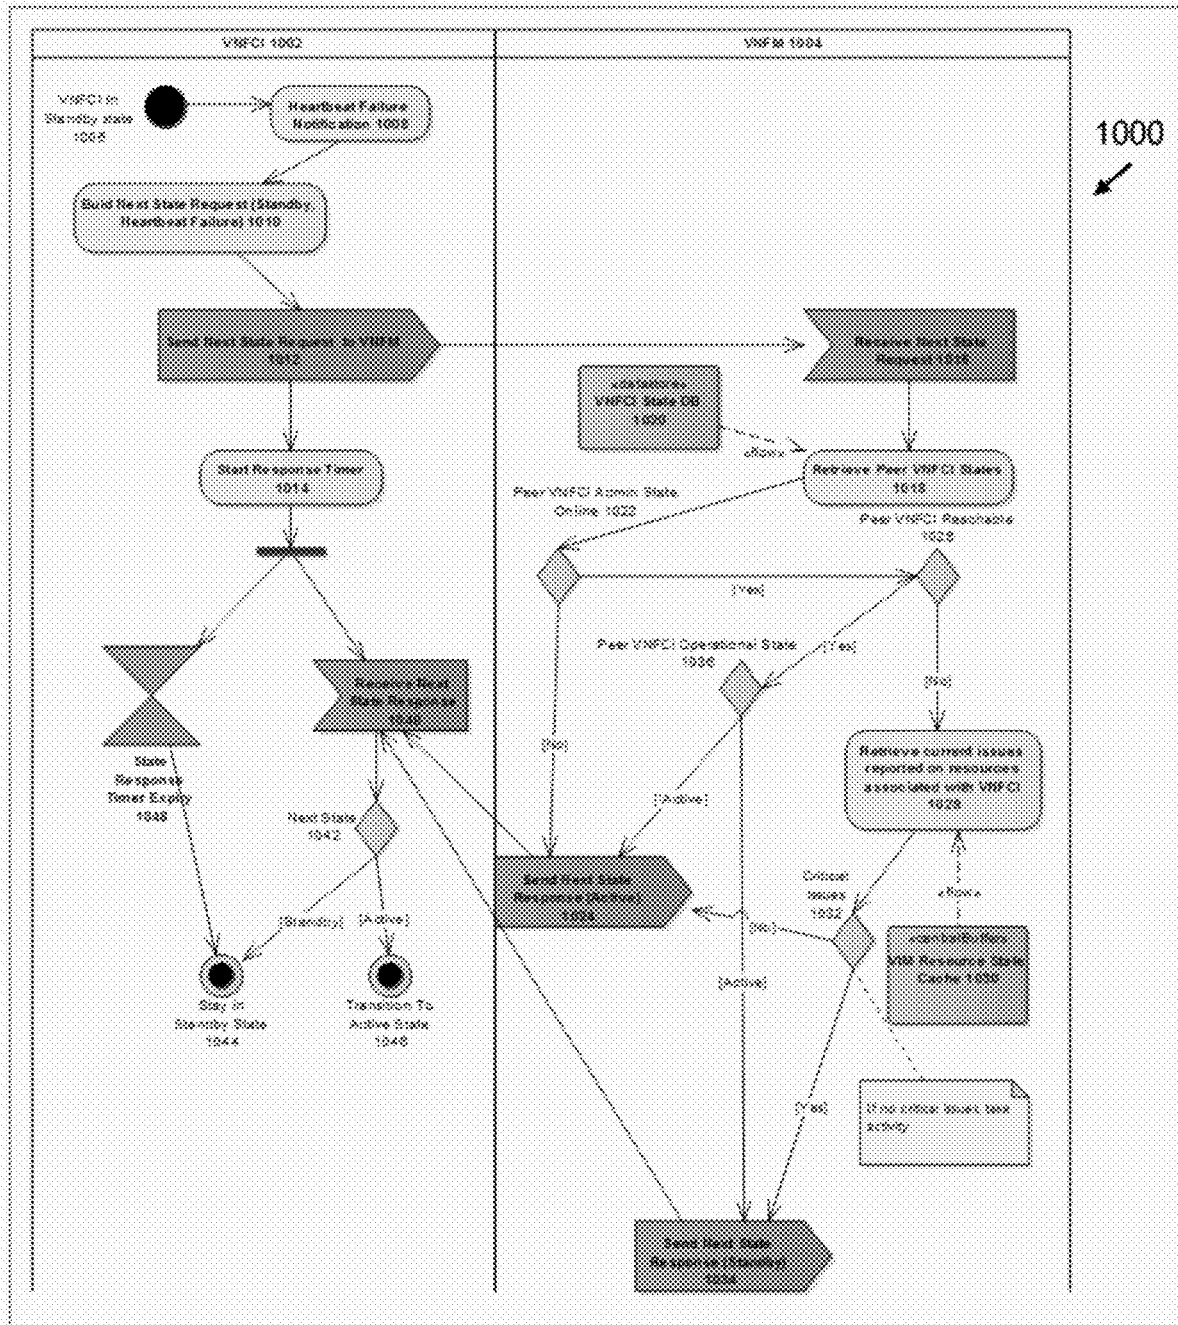 VNFCI 1002
VNFM 1004
VNFCI in
Standby state
1006
Heartbeat Failure
Notification 1008
1000
Buid Next State Request (Standby,
Heartbeat Failure) 1010
Send Next State Request to VNFM
1012
Receive Next State
Request 1016
«datastore»
VNFCI State DB
1020
«flow»
Start Response Timer
1014
Retrieve Peer VNFCI States
1018
Peer VNFCI Admin State
Online 1022
Peer VNFCI Reachable
1026
[Yes]
Peer VNFCI Operational State
1036
[Yes]
[No]
Receive Next
State Response
1040
[No]
State
Response
Timer Expiry
1048
Retrieve current issues
reported on resources
associated with VNFCI
1028
Next State
1042
[!Active]
Send Next State
Response (Active)
Critical
Issues
1032
«flow»
[Standby]
[Active]
[No]
«centralBuffer»
VIM Resource State
Cache 1030
[Active]
Stay in
Standby State
1044
Transition To
Active State
1046
[Yes]
If no critical issues, take
activity
Send Next State
Response (Standby)
1034